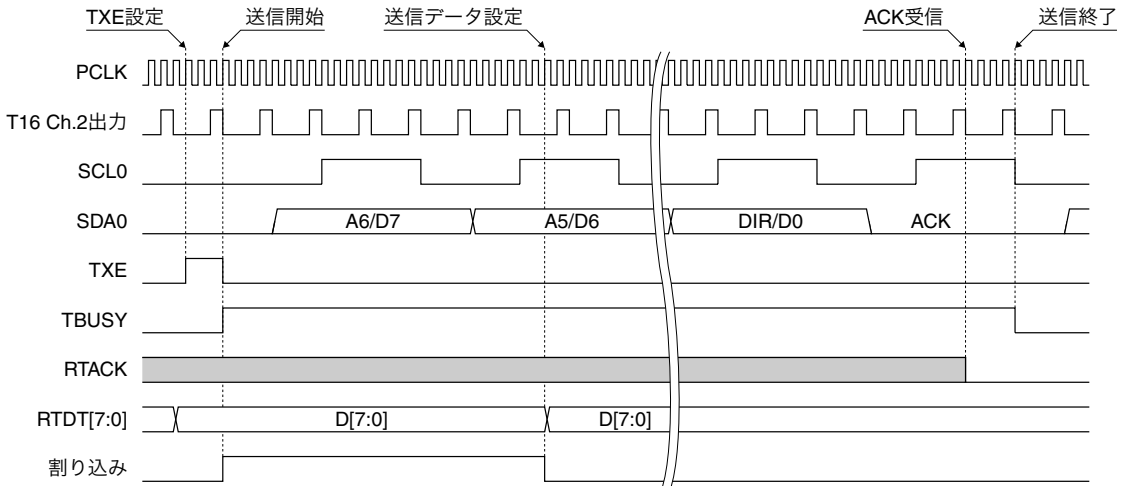 TXE設定 送信開始 送信データ設定 ACK受信 送信終了
PCLK
T16 Ch.2出力
SCL0
SDA0 A6/D7 A5/D6 DIR/D0 ACK
TXE
TBUSY
RTACK
RTDT[7:0] D[7:0] D[7:0]
割り込み